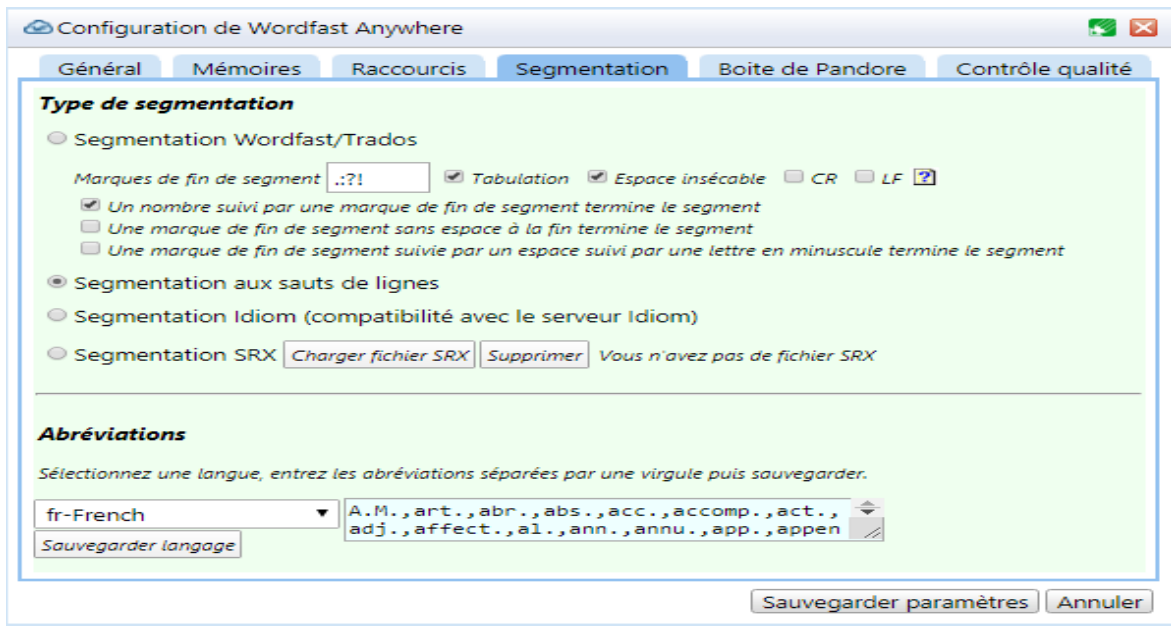 Configuration de Wordfast Anywhere
Général Mémoires Raccourcis Segmentation Boite de Pandore Contrôle qualité
Type de segmentation
Segmentation Wordfast/Trados
Marques de fin de segment .:?! Tabulation Espace insécable CR LF ?
Un nombre suivi par une marque de fin de segment termine le segment
Une marque de fin de segment sans espace à la fin termine le segment
Une marque de fin de segment suivie par un espace suivi par une lettre en minuscule termine le segment
Segmentation aux sauts de lignes
Segmentation Idiom (compatibilité avec le serveur Idiom)
Segmentation SRX Charger fichier SRX Supprimer Vous n'avez pas de fichier SRX
Abréviations
Sélectionnez une langue, entrez les abréviations séparées par une virgule puis sauvegarder.
fr-French A.M.,art.,abr.,abs.,acc.,accomp.,act.,
adj.,affect.,al.,ann.,annu.,app.,appen
Sauvegarder langage
Sauvegarder paramètres Annuler